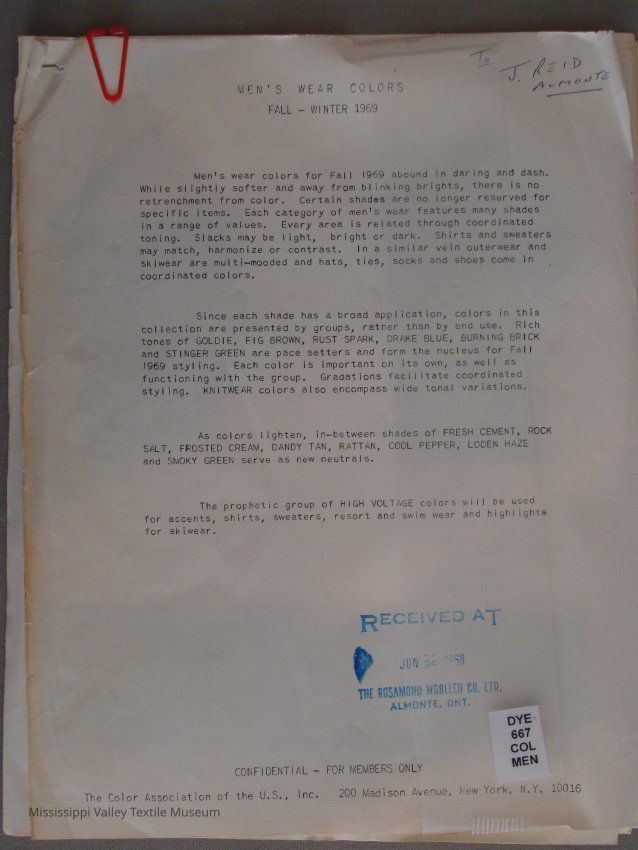 To
J. REID
ALMONTE
MEN'S WEAR COLORS
FALL - WINTER 1969
Men's wear colors for Fall 1969 abound in daring and dash.
While slightly softer and away from blinking brights, there is no
retrenchment from color. Certain shades are no longer reserved for
specific items. Each category of men's wear features many shades
in a range of values. Every area is related through coordinated
toning. Slacks may be light, bright or dark. Shirts and sweaters
may match, harmonize or contrast. In a similar vein outerwear and
skiwear are multi-mooded and hats, ties, socks and shoes come in
coordinated colors.
Since each shade has a broad application, colors in this
collection are presented by groups, rather than by end use. Rich
tones of GOLDIE, FIG BROWN, RUST SPARK, DRAKE BLUE, BURNING BRICK
and STINGER GREEN are pace setters and form the nucleus for Fall
1969 styling. Each color is important on its own, as well as
functioning with the group. Gradations facilitate coordinated
styling. KNITWEAR colors also encompass wide tonal variations.
As colors lighten, in-between shades of FRESH CEMENT, ROCK
SALT, FROSTED CREAM, DANDY TAN, RATTAN, COOL PEPPER, LODEN HAZE
and SMOKY GREEN serve as new neutrals.
The prophetic group of HIGH VOLTAGE colors will be used
for accents, shirts, sweaters, resort and swim wear and highlights
for skiwear.
RECEIVED AT
JUN
THE ROSAMOND WOOLLEN CO. LTD.
ALMONTE, ONT.
DYE
667
COL
MEN
CONFIDENTIAL - FOR MEMBERS ONLY
The Color Association of the U.S., Inc. 200 Madison Avenue, New York, N.Y. 10016
Mississippi Valley Textile Museum